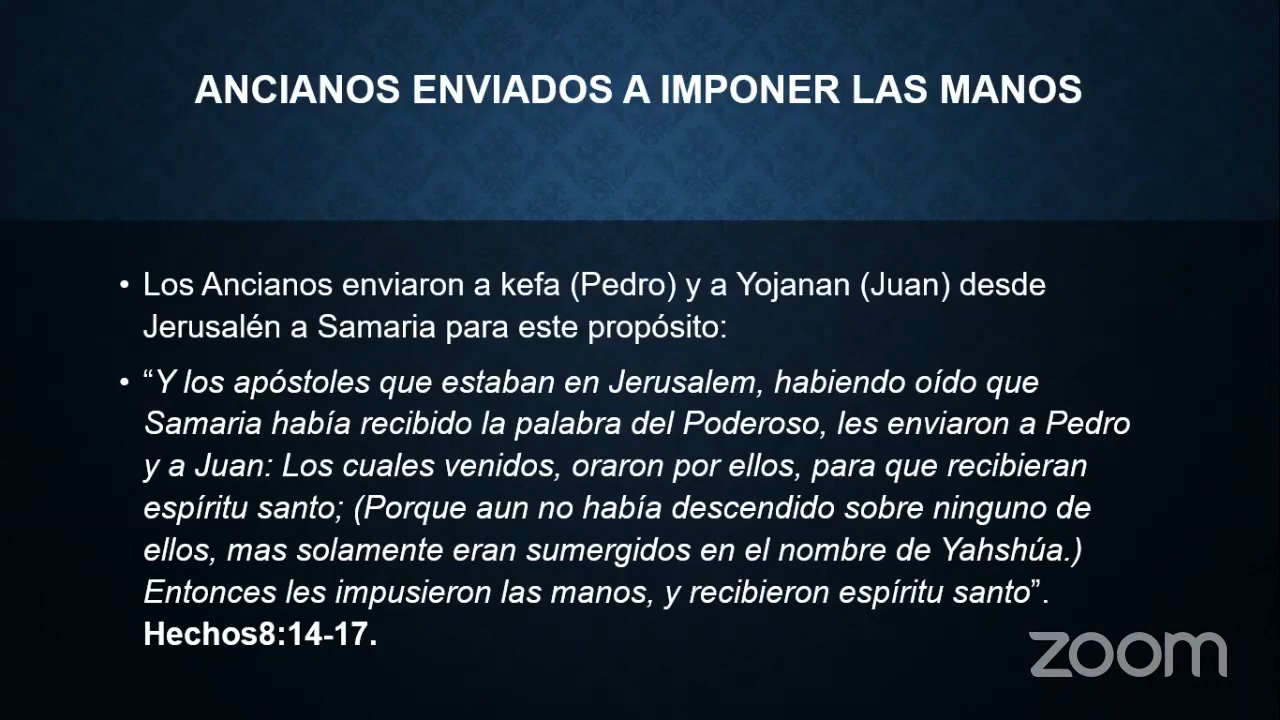 ANCIANOS ENVIADOS A IMPONER LAS MANOS
• Los Ancianos enviaron a kefa (Pedro) y a Yojanan (Juan) desde
Jerusalén a Samaria para este propósito:
• “Y los apóstoles que estaban en Jerusalem, habiendo oído que
Samaria había recibido la palabra del Poderoso, les enviaron a Pedro
y a Juan: Los cuales venidos, oraron por ellos, para que recibieran
espíritu santo; (Porque aun no había descendido sobre ninguno de
ellos, mas solamente eran sumergidos en el nombre de Yahshúa.)
Entonces les impusieron las manos, y recibieron espíritu santo”.
Hechos8:14-17.
zoom